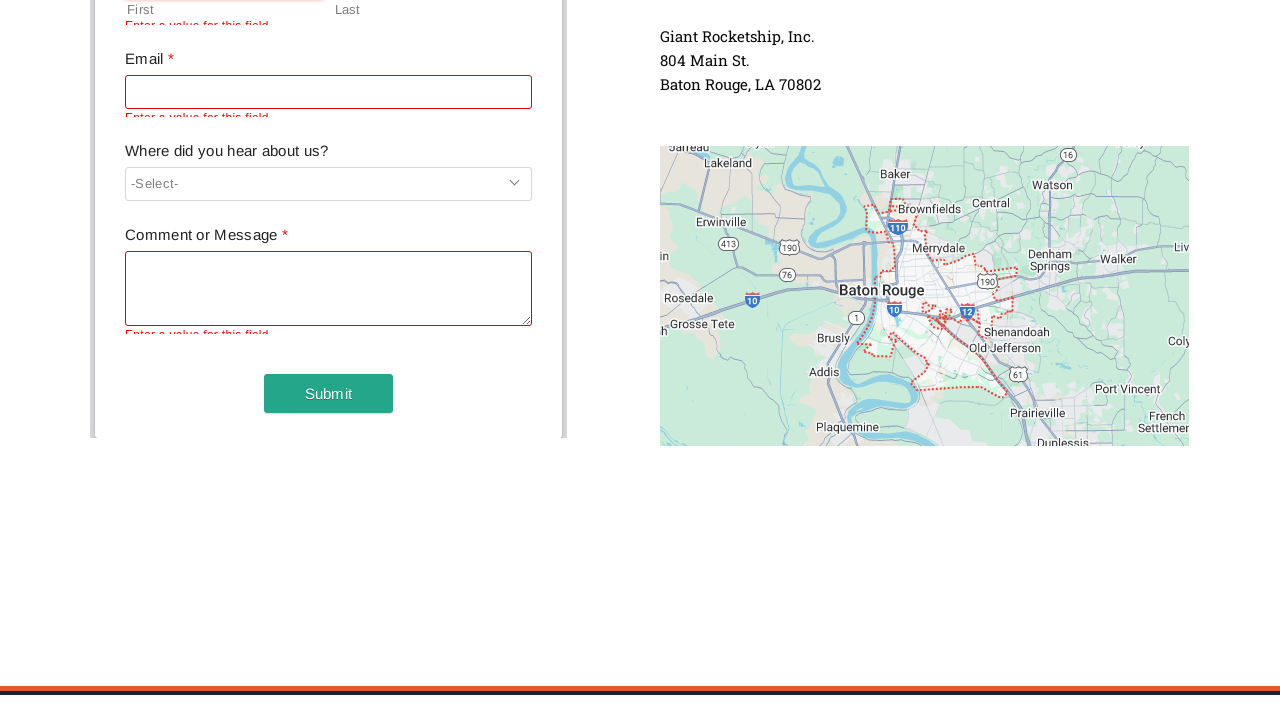 First Last
Enter a value for this field.
Email *
Enter a value for this field.
Where did you hear about us?
-Select-
Comment or Message *
Enter a value for this field.
Submit
Giant Rocketship, Inc.
804 Main St.
Baton Rouge, LA 70802
Jarreau
Lakeland
16
Baker
Watson
Central
Brownfields
Erwinville
110
413
190
Merrydale
Denham
Springs
Walker
76
190
Baton Rouge
Rosedale
10
10
12
1
Grosse Tete
Shenandoah
Brusly
Old Jefferson
Addis
61
Port Vincent
Prairieville
French
Settlemer
Plaquemine
Duplessis